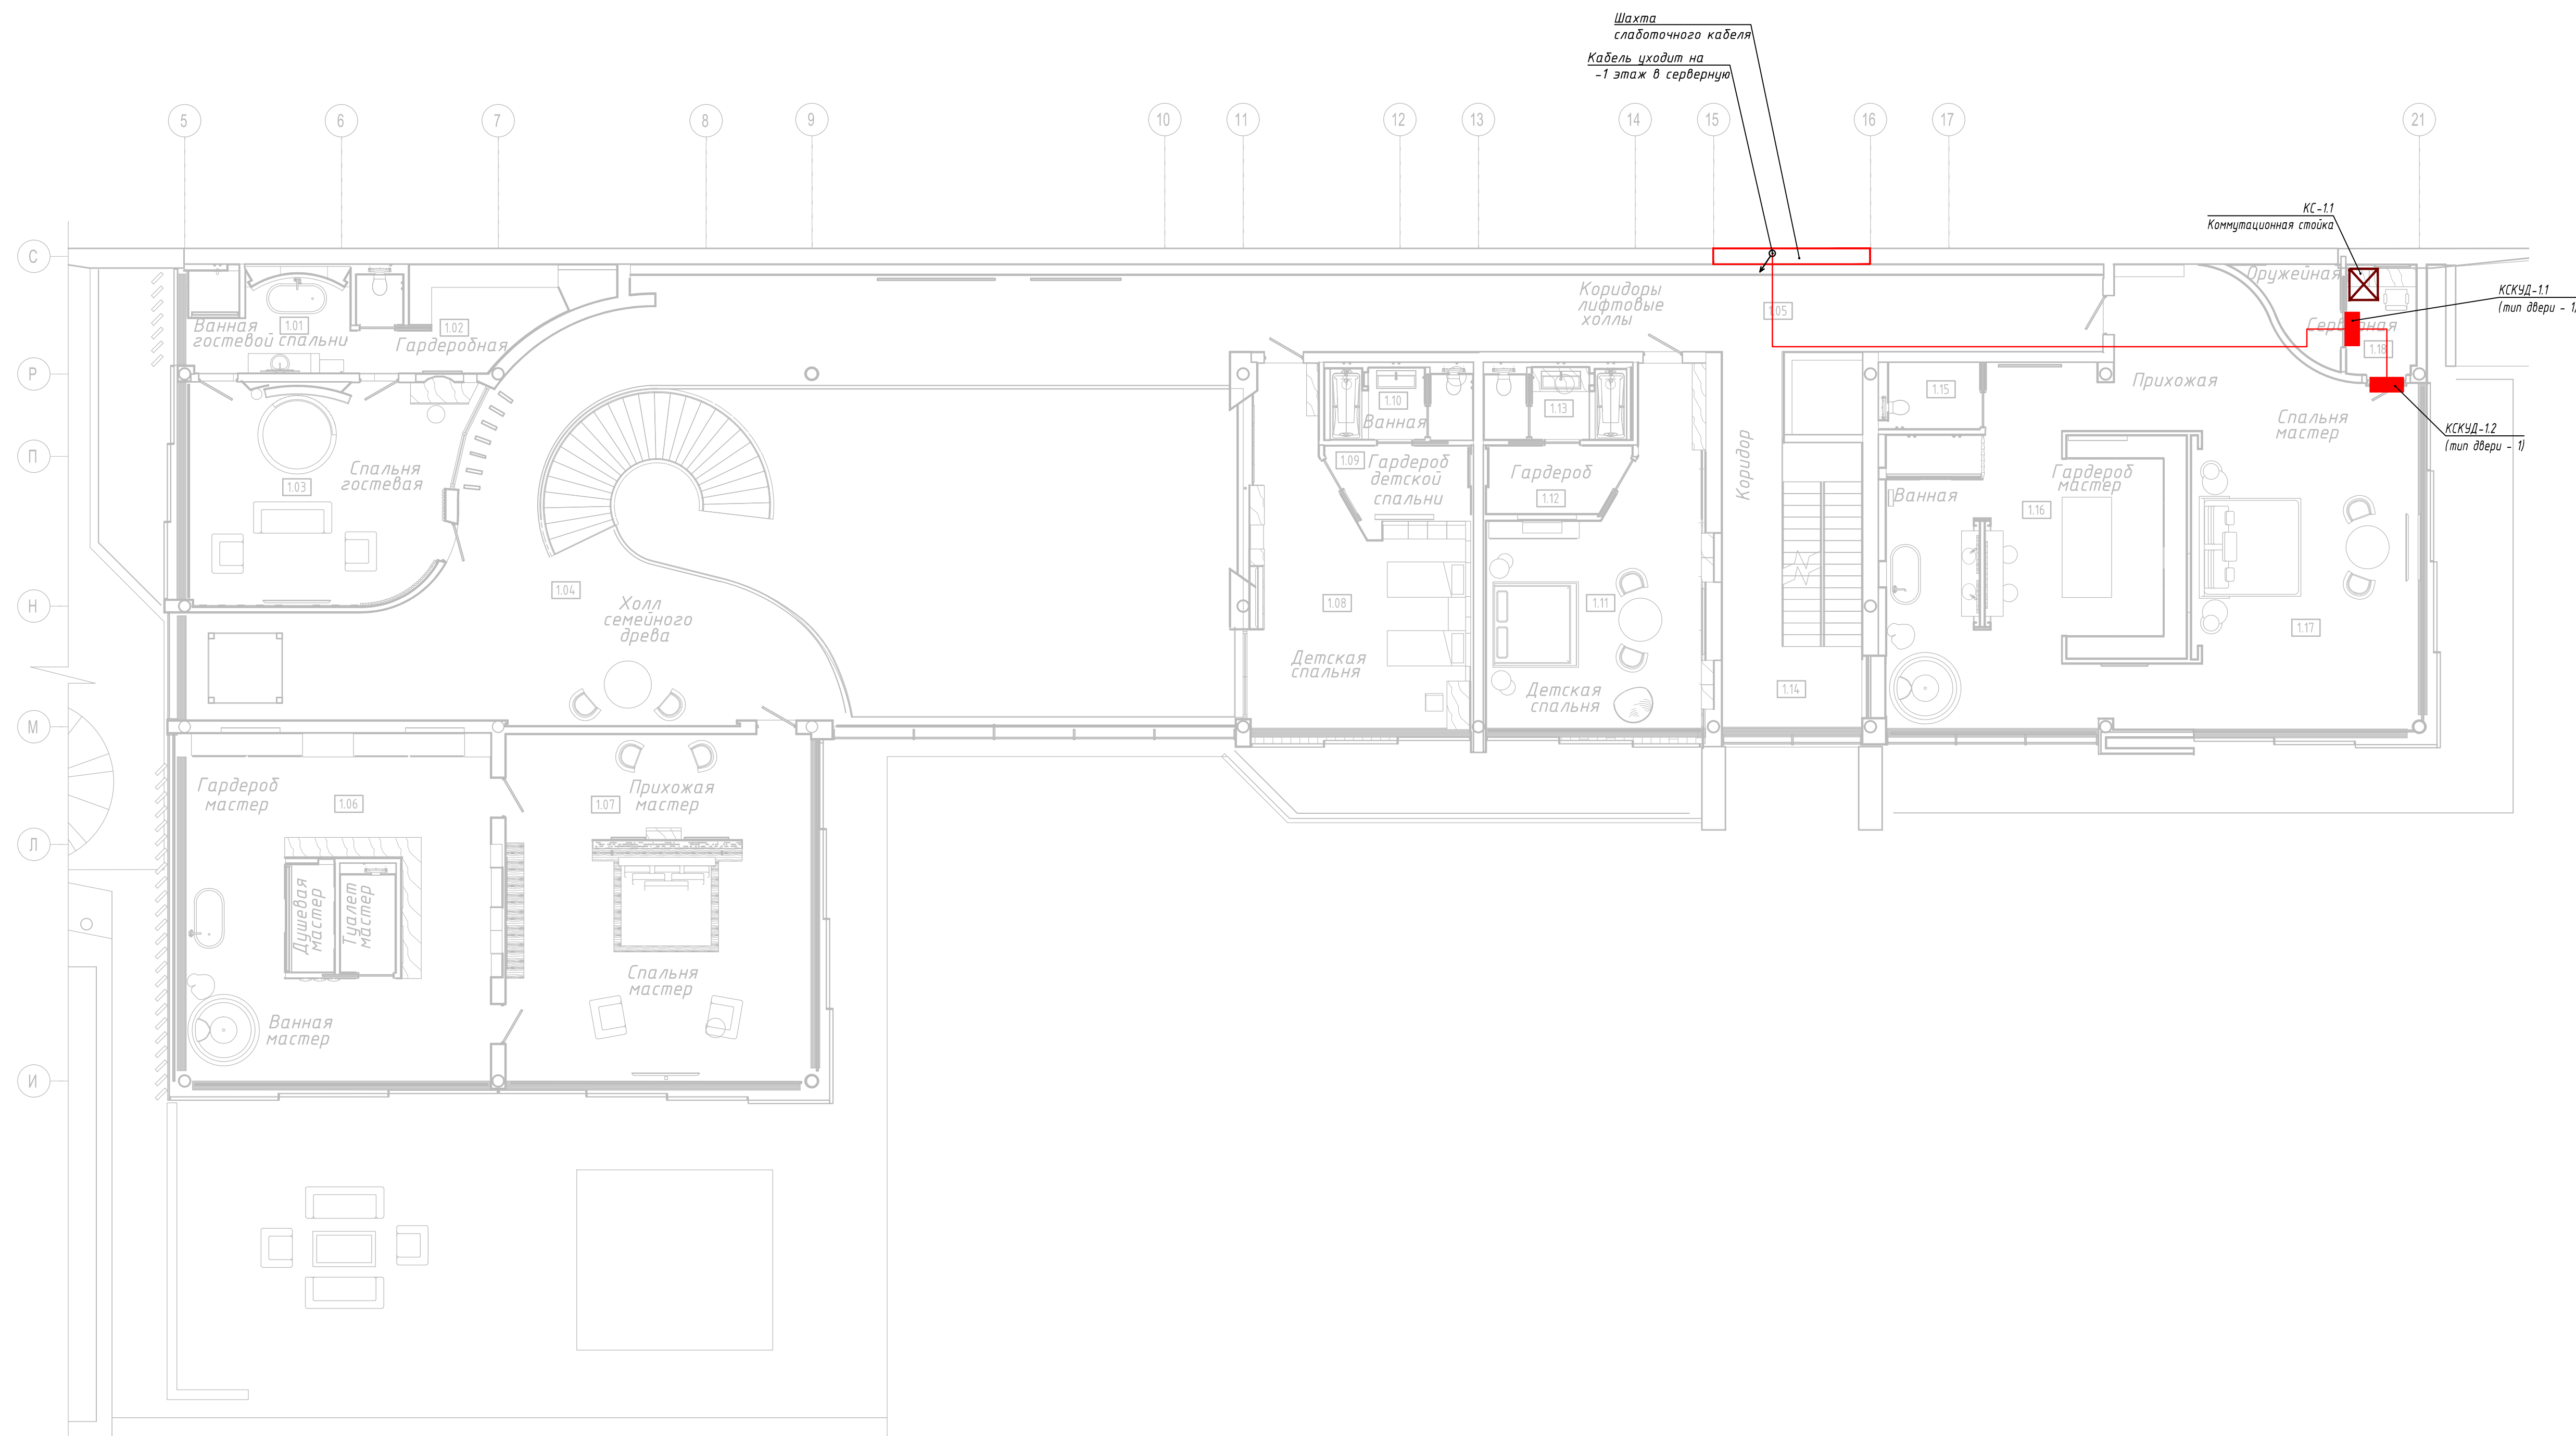 Шахта
слаботочного кабеля
Кабель уходит на
-1 этаж в серверную
5
6
7
8
9
10
11
12
13
14
15
16
17
21
С
Р
П
Н
М
Л
И
КС-1.1
Коммутационная стойка
КСКУД-1.1
(тип двери - 1)
КСКУД-1.2
(тип двери - 1)
Оружейная
Серверная
1.18
Коридоры
лифтовые
холлы
1.05
Ванная
гостевой спальни
1.01
1.02
Гардеробная
Спальня
гостевая
1.03
1.04
Холл
семейного
древа
1.10
Ванная
1.13
1.09
Гардероб
детской
спальни
Гардероб
1.12
Коридор
1.15
Прихожая
Спальня
мастер
Ванная
Гардероб
мастер
1.16
1.08
1.11
1.17
Детская
спальня
Детская
спальня
1.14
Гардероб
мастер
1.06
1.07
Прихожая
мастер
Душевая
мастер
Туалет
мастер
Спальня
мастер
Ванная
мастер